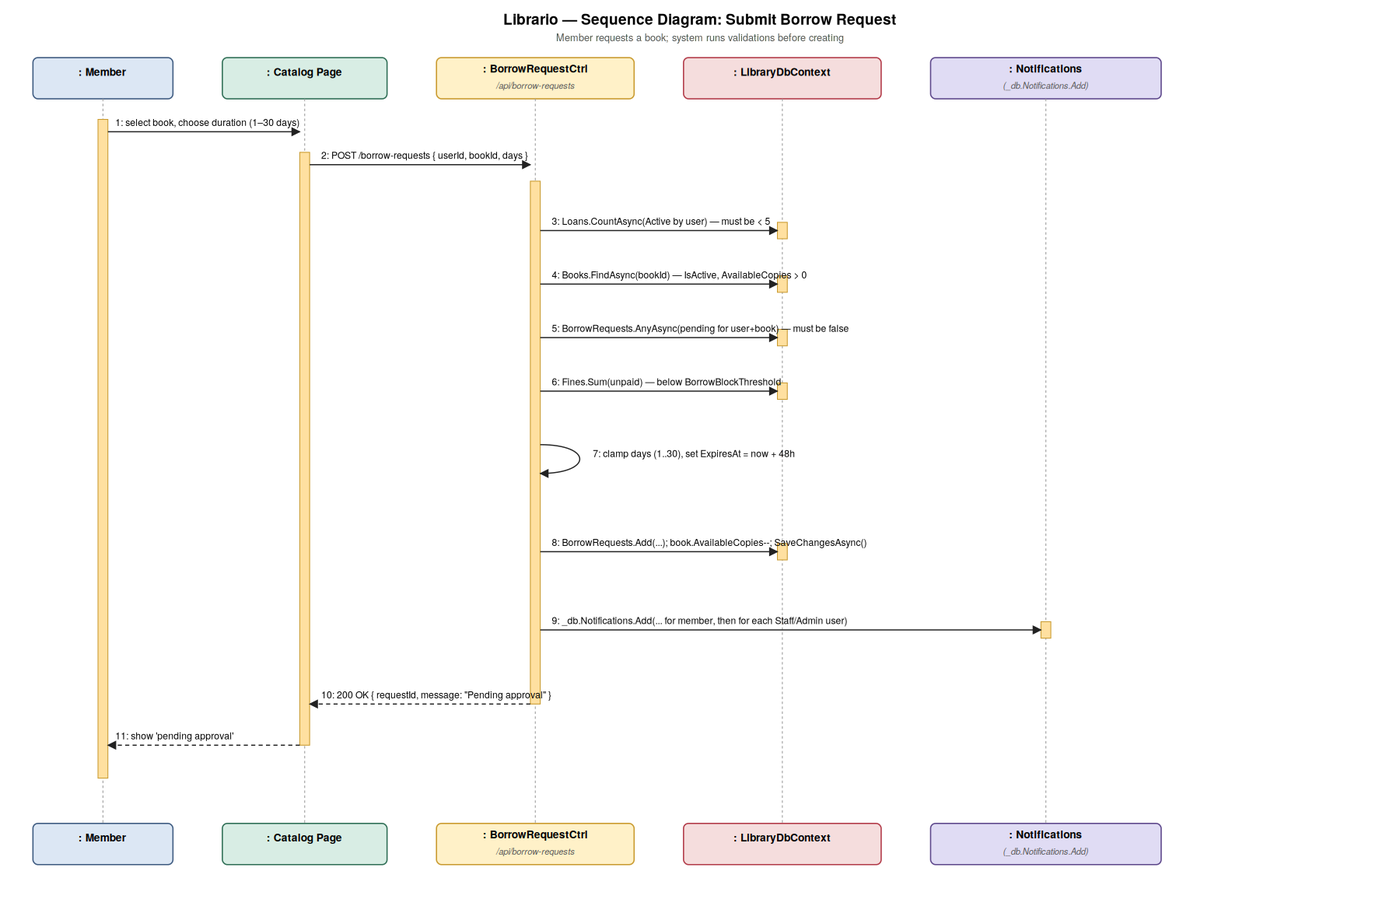 Librario — Sequence Diagram: Submit Borrow Request
Member requests a book; system runs validations before creating
: Member
: Catalog Page
: BorrowRequestCtrl
/api/borrow-requests
: LibraryDbContext
: Notifications
(_db.Notifications.Add)
1: select book, choose duration (1–30 days)
2: POST /borrow-requests { userId, bookId, days }
3: Loans.CountAsync(Active by user) — must be < 5
4: Books.FindAsync(bookId) — IsActive, AvailableCopies > 0
5: BorrowRequests.AnyAsync(pending for user+book) — must be false
6: Fines.Sum(unpaid) — below BorrowBlockThreshold
7: clamp days (1..30), set ExpiresAt = now + 48h
8: BorrowRequests.Add(...); book.AvailableCopies--; SaveChangesAsync()
9: _db.Notifications.Add(... for member, then for each Staff/Admin user)
10: 200 OK { requestId, message: "Pending approval" }
11: show 'pending approval'
: Member
: Catalog Page
: BorrowRequestCtrl
/api/borrow-requests
: LibraryDbContext
: Notifications
(_db.Notifications.Add)